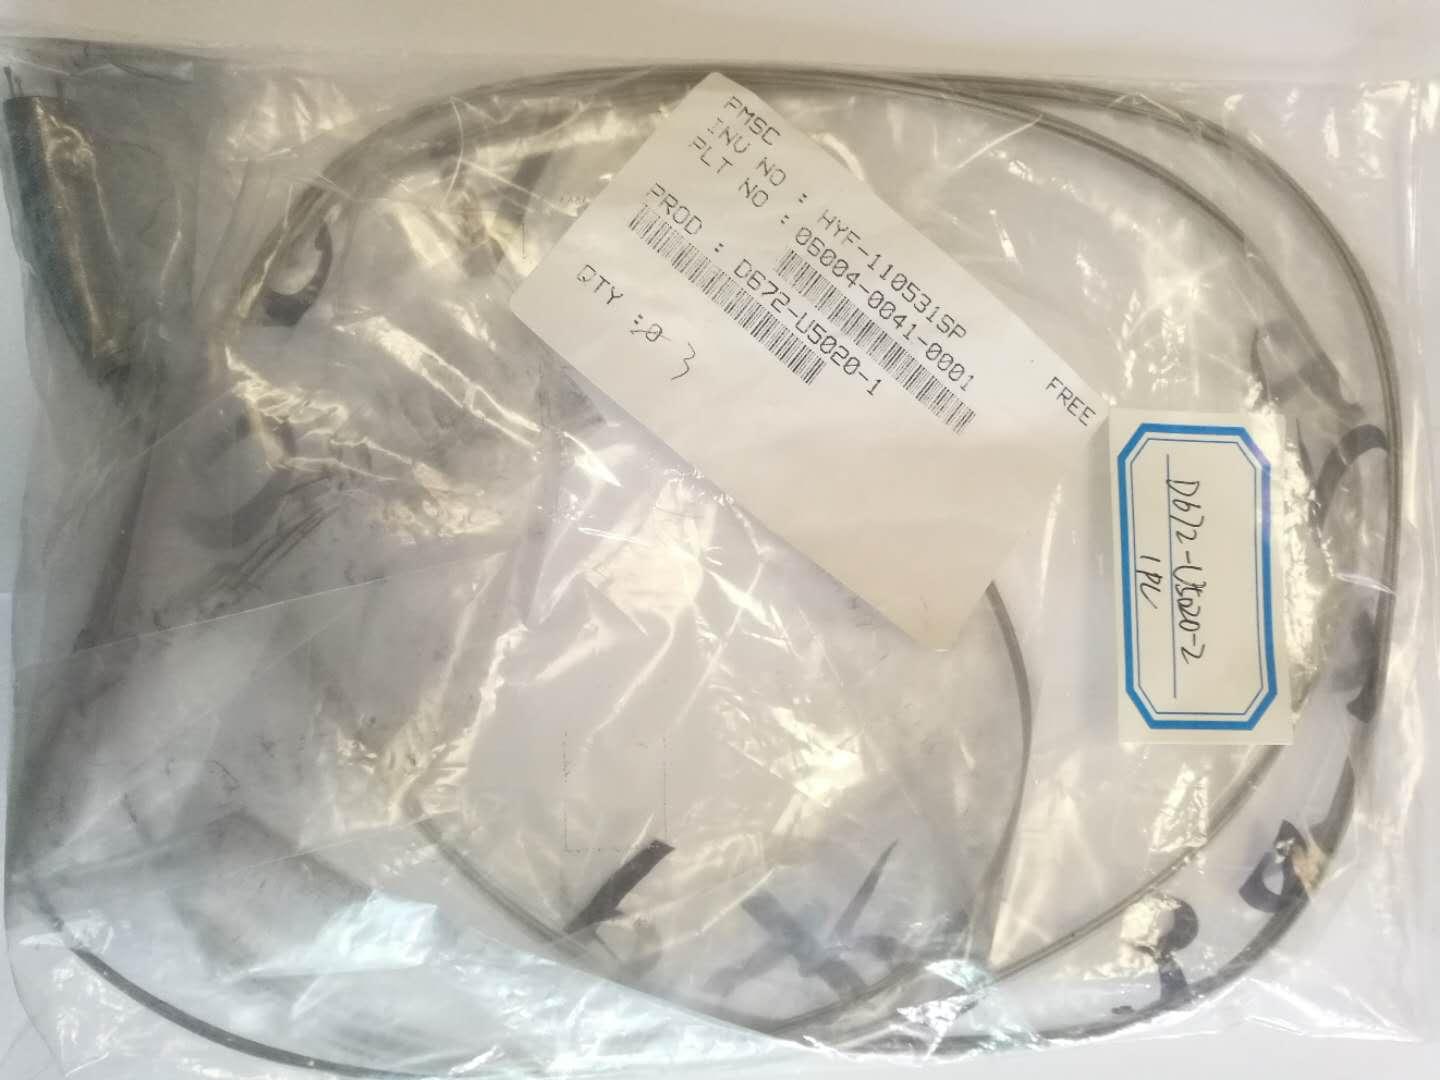 PMSC
INV NO : HYF-110531SP
PLT NO : 06004-0041-0001
PROD : D672-U5020-1
QTY :20 3
FREE
D672-U5020-2
1PC